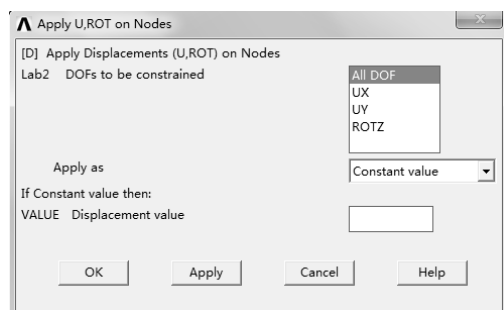 Apply U,ROT on Nodes
[D] Apply Displacements (U,ROT) on Nodes
Lab2 DOFs to be constrained
All DOF
UX
UY
ROTZ
Apply as
Constant value
If Constant value then:
VALUE Displacement value
OK Apply Cancel Help